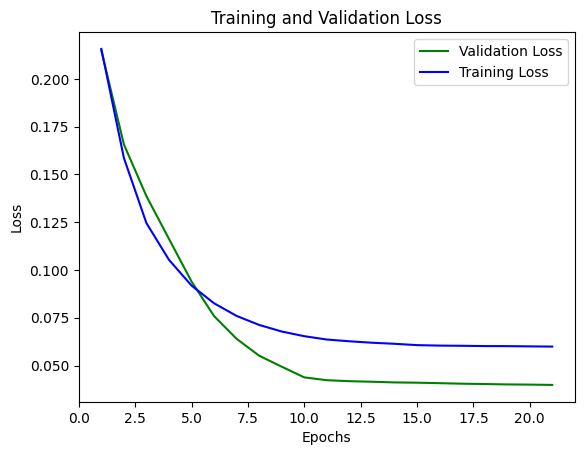 Training and Validation Loss
Validation Loss
Training Loss
0.200
0.175
0.150
0.125
0.100
0.075
0.050
Loss
0.0 2.5 5.0 7.5 10.0 12.5 15.0 17.5 20.0
Epochs